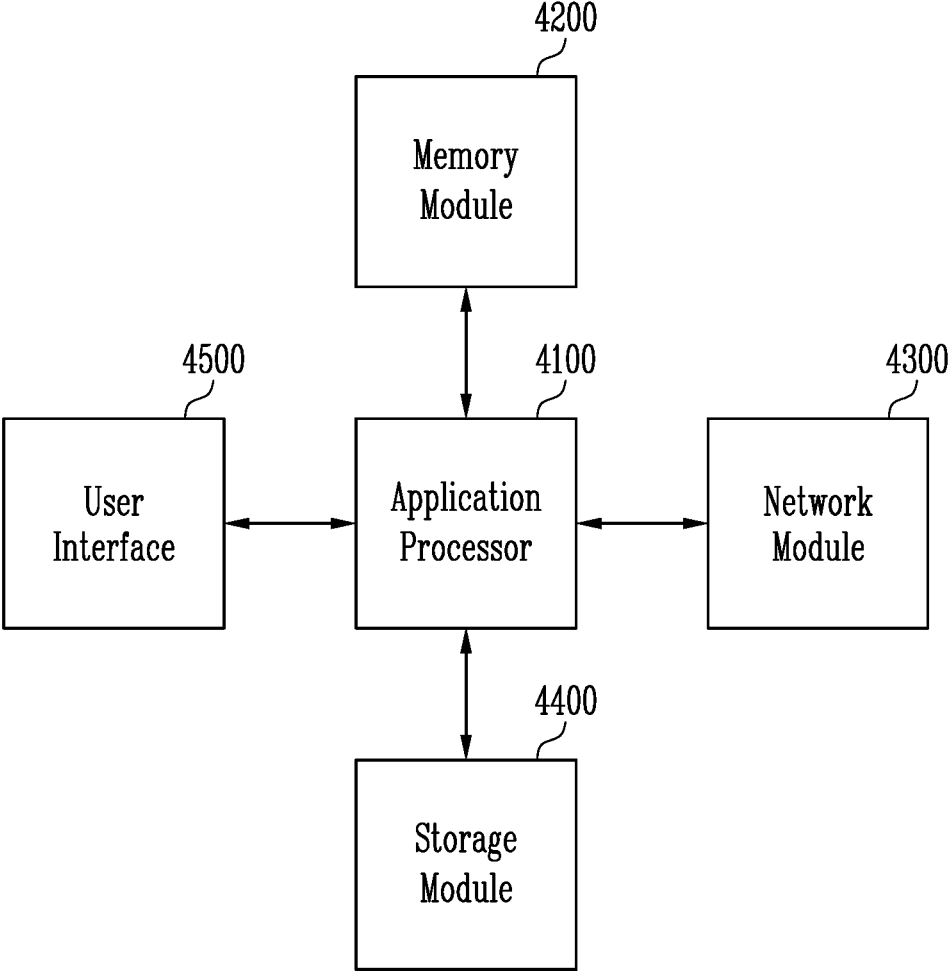 4200
Memory
Module
4500
4100
4300
User
Interface
Application
Processor
Network
Module
4400
Storage
Module